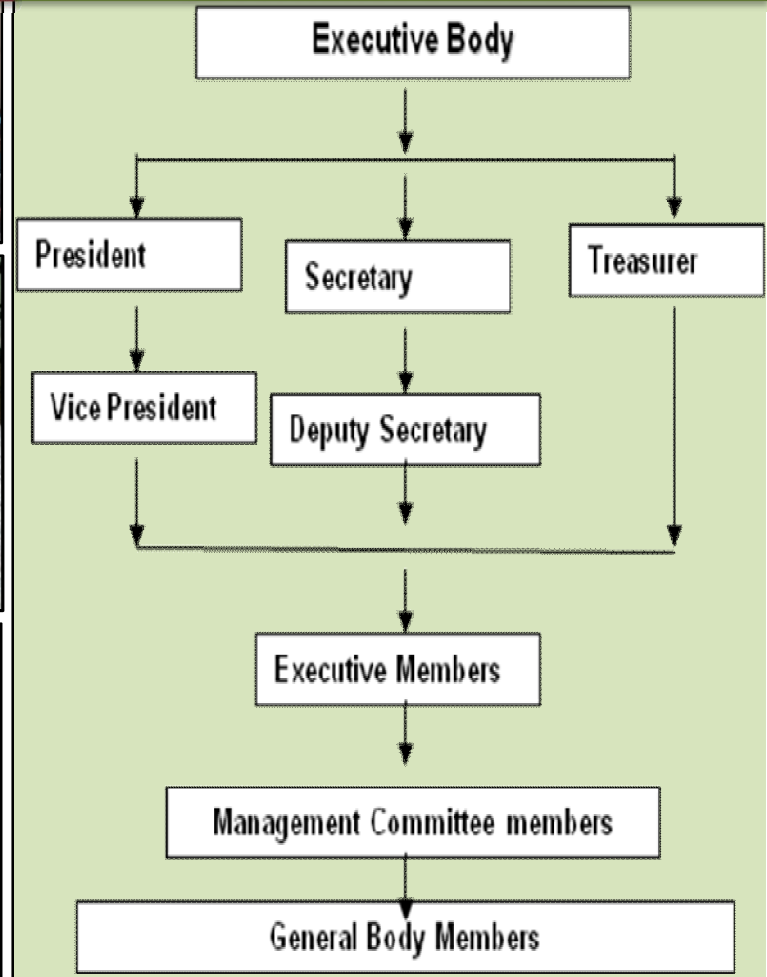 Executive Body
President
Secretary
Treasurer
Vice President
Deputy Secretary
Executive Members
Management Committee members
General Body Members